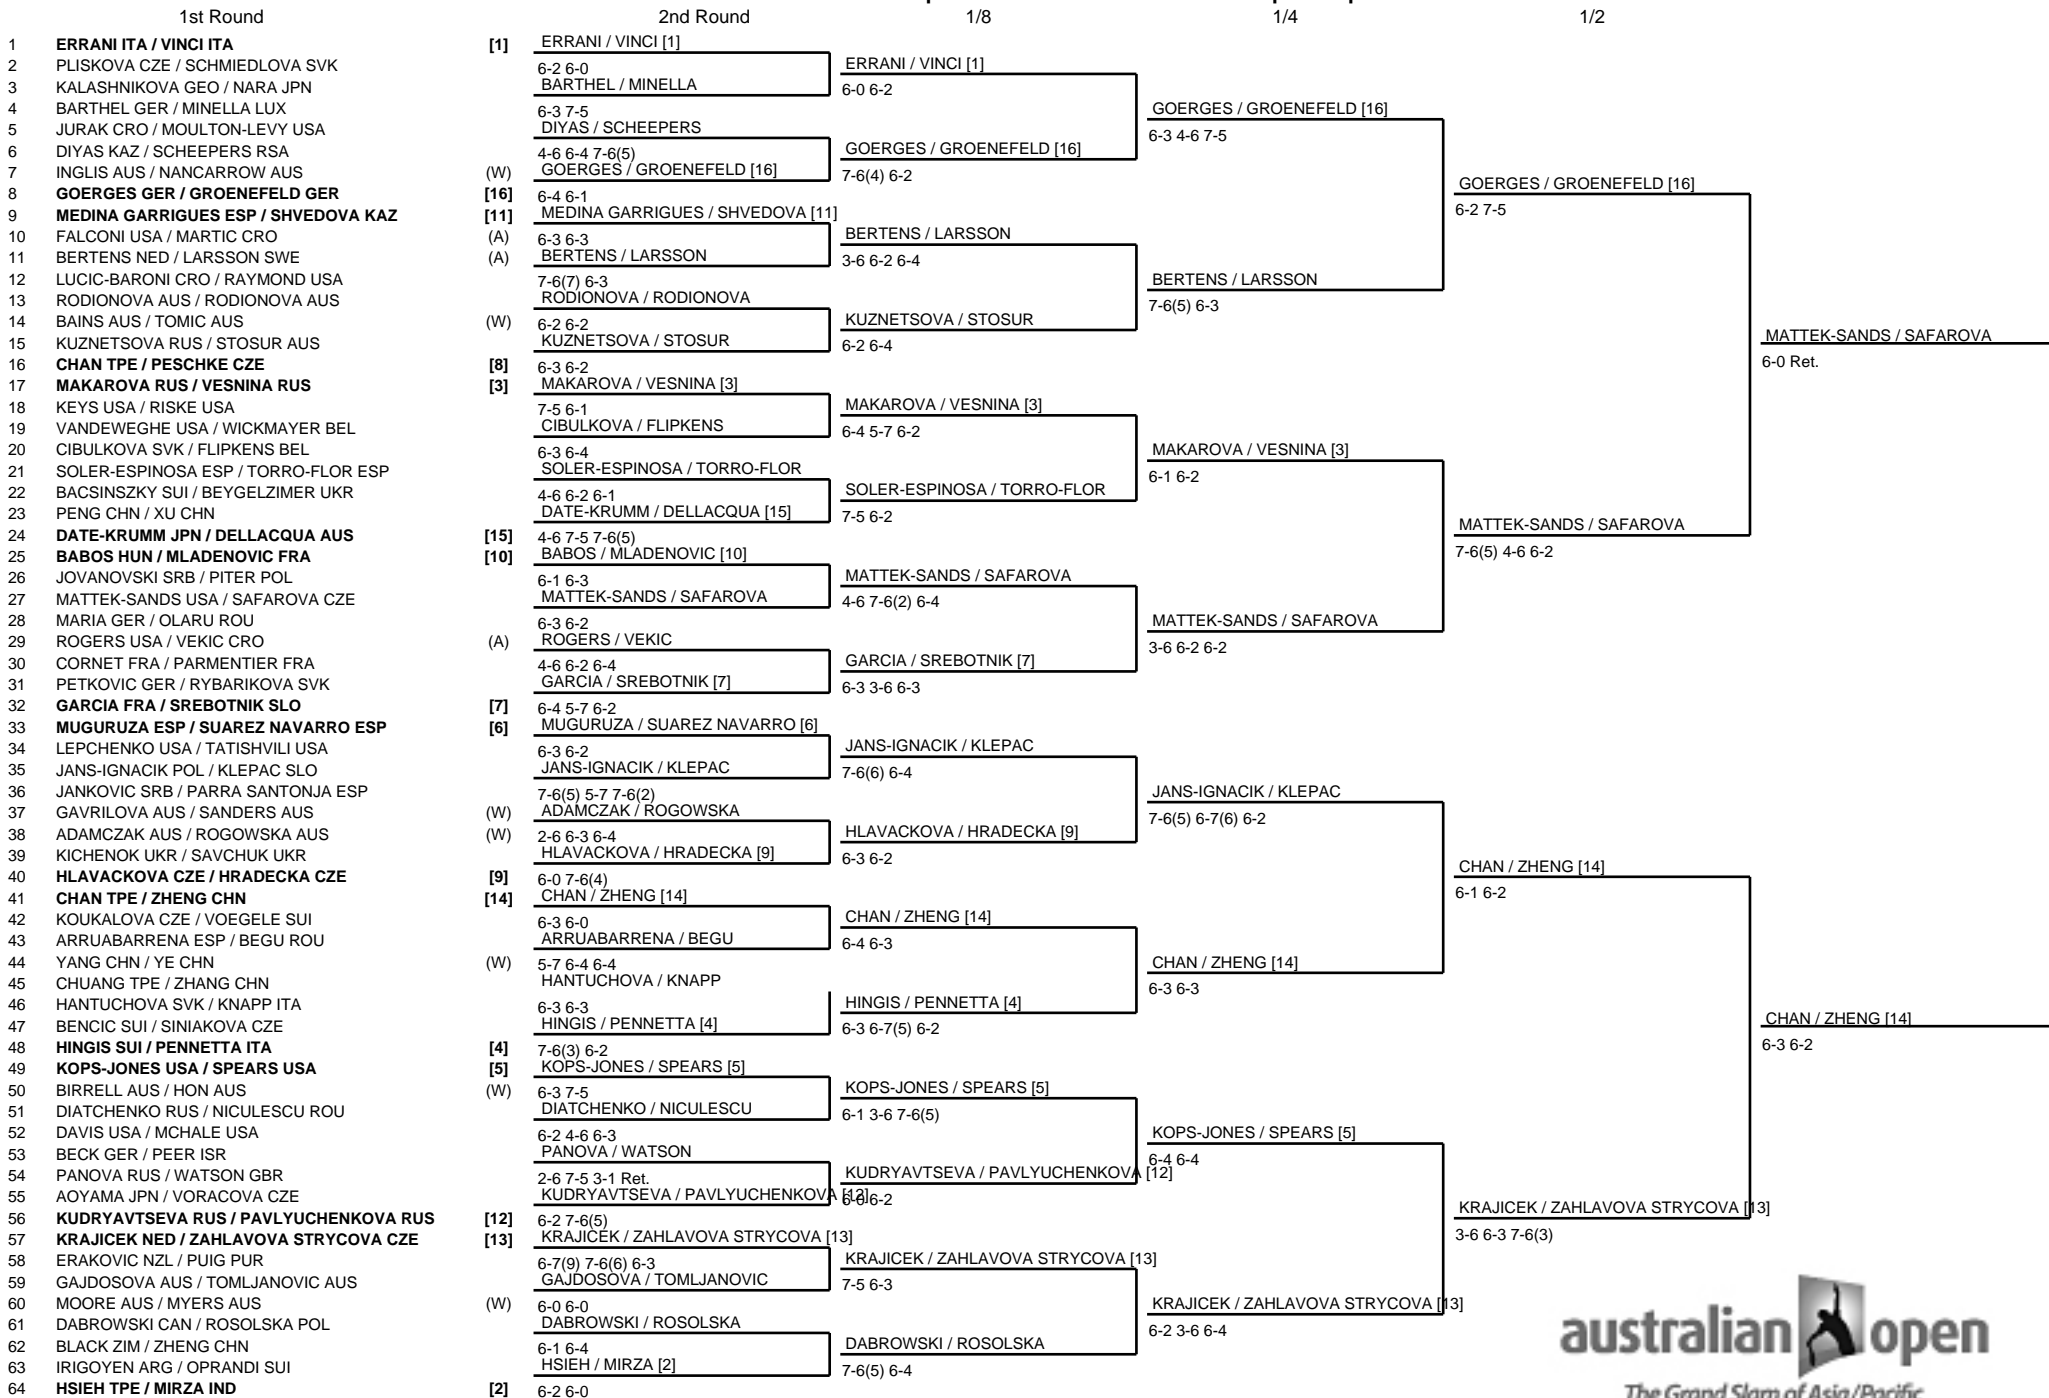 1st Round 2nd Round 1/8 1/4 1/2
1 ERRANI ITA / VINCI ITA [1]
2 PLISKOVA CZE / SCHMIEDLOVA SVK
3 KALASHNIKOVA GEO / NARA JPN
4 BARTHEL GER / MINELLA LUX
5 JURAK CRO / MOULTON-LEVY USA
6 DIYAS KAZ / SCHEEPERS RSA
7 INGLIS AUS / NANCARROW AUS (W)
8 GOERGES GER / GROENEFELD GER [16]
9 MEDINA GARRIGUES ESP / SHVEDOVA KAZ [11]
10 FALCONI USA / MARTIC CRO (A)
11 BERTENS NED / LARSSON SWE (A)
12 LUCIC-BARONI CRO / RAYMOND USA
13 RODIONOVA AUS / RODIONOVA AUS
14 BAINS AUS / TOMIC AUS (W)
15 KUZNETSOVA RUS / STOSUR AUS
16 CHAN TPE / PESCHKE CZE [8]
17 MAKAROVA RUS / VESNINA RUS [3]
18 KEYS USA / RISKE USA
19 VANDEWEGHE USA / WICKMAYER BEL
20 CIBULKOVA SVK / FLIPKENS BEL
21 SOLER-ESPINOSA ESP / TORRO-FLOR ESP
22 BACSINSZKY SUI / BEYGELZIMER UKR
23 PENG CHN / XU CHN
24 DATE-KRUMM JPN / DELLACQUA AUS [15]
25 BABOS HUN / MLADENOVIC FRA [10]
26 JOVANOVSKI SRB / PITER POL
27 MATTEK-SANDS USA / SAFAROVA CZE
28 MARIA GER / OLARU ROU
29 ROGERS USA / VEKIC CRO (A)
30 CORNET FRA / PARMENTIER FRA
31 PETKOVIC GER / RYBARIKOVA SVK
32 GARCIA FRA / SREBOTNIK SLO [7]
33 MUGURUZA ESP / SUAREZ NAVARRO ESP [6]
34 LEPCHENKO USA / TATISHVILI USA
35 JANS-IGNACIK POL / KLEPAC SLO
36 JANKOVIC SRB / PARRA SANTONJA ESP
37 GAVRILOVA AUS / SANDERS AUS (W)
38 ADAMCZAK AUS / ROGOWSKA AUS (W)
39 KICHENOK UKR / SAVCHUK UKR
40 HLAVACKOVA CZE / HRADECKA CZE [9]
41 CHAN TPE / ZHENG CHN [14]
42 KOUKALOVA CZE / VOEGELE SUI
43 ARRUABARRENA ESP / BEGU ROU
44 YANG CHN / YE CHN (W)
45 CHUANG TPE / ZHANG CHN
46 HANTUCHOVA SVK / KNAPP ITA
47 BENCIC SUI / SINIAKOVA CZE
48 HINGIS SUI / PENNETTA ITA [4]
49 KOPS-JONES USA / SPEARS USA [5]
50 BIRRELL AUS / HON AUS (W)
51 DIATCHENKO RUS / NICULESCU ROU
52 DAVIS USA / MCHALE USA
53 BECK GER / PEER ISR
54 PANOVA RUS / WATSON GBR
55 AOYAMA JPN / VORACOVA CZE
56 KUDRYAVTSEVA RUS / PAVLYUCHENKOVA RUS [12]
57 KRAJICEK NED / ZAHLAVOVA STRYCOVA CZE [13]
58 ERAKOVIC NZL / PUIG PUR
59 GAJDOSOVA AUS / TOMLJANOVIC AUS
60 MOORE AUS / MYERS AUS (W)
61 DABROWSKI CAN / ROSOLSKA POL
62 BLACK ZIM / ZHENG CHN
63 IRIGOYEN ARG / OPRANDI SUI
64 HSIEH TPE / MIRZA IND [2]
ERRANI / VINCI [1]
6-2 6-0
BARTHEL / MINELLA
6-3 7-5
DIYAS / SCHEEPERS
4-6 6-4 7-6(5)
GOERGES / GROENEFELD [16]
6-4 6-1
MEDINA GARRIGUES / SHVEDOVA [11]
6-3 6-3
BERTENS / LARSSON
7-6(7) 6-3
RODIONOVA / RODIONOVA
6-2 6-2
KUZNETSOVA / STOSUR
6-3 6-2
MAKAROVA / VESNINA [3]
7-5 6-1
CIBULKOVA / FLIPKENS
6-3 6-4
SOLER-ESPINOSA / TORRO-FLOR
4-6 6-2 6-1
DATE-KRUMM / DELLACQUA [15]
4-6 7-5 7-6(5)
BABOS / MLADENOVIC [10]
6-1 6-3
MATTEK-SANDS / SAFAROVA
6-3 6-2
ROGERS / VEKIC
4-6 6-2 6-4
GARCIA / SREBOTNIK [7]
6-4 5-7 6-2
MUGURUZA / SUAREZ NAVARRO [6]
6-3 6-2
JANS-IGNACIK / KLEPAC
7-6(5) 5-7 7-6(2)
ADAMCZAK / ROGOWSKA
2-6 6-3 6-4
HLAVACKOVA / HRADECKA [9]
6-0 7-6(4)
CHAN / ZHENG [14]
6-3 6-0
ARRUABARRENA / BEGU
5-7 6-4 6-4
HANTUCHOVA / KNAPP
6-3 6-3
HINGIS / PENNETTA [4]
7-6(3) 6-2
KOPS-JONES / SPEARS [5]
6-3 7-5
DIATCHENKO / NICULESCU
6-2 4-6 6-3
PANOVA / WATSON
2-6 7-5 3-1 Ret.
KUDRYAVTSEVA / PAVLYUCHENKOVA [12]
6-2 7-6(5)
KRAJICEK / ZAHLAVOVA STRYCOVA [13]
6-7(9) 7-6(6) 6-3
GAJDOSOVA / TOMLJANOVIC
6-0 6-0
DABROWSKI / ROSOLSKA
6-1 6-4
HSIEH / MIRZA [2]
6-2 6-0
ERRANI / VINCI [1]
6-0 6-2
GOERGES / GROENEFELD [16]
7-6(4) 6-2
BERTENS / LARSSON
3-6 6-2 6-4
KUZNETSOVA / STOSUR
6-2 6-4
MAKAROVA / VESNINA [3]
6-4 5-7 6-2
SOLER-ESPINOSA / TORRO-FLOR
7-5 6-2
MATTEK-SANDS / SAFAROVA
4-6 7-6(2) 6-4
GARCIA / SREBOTNIK [7]
6-3 3-6 6-3
JANS-IGNACIK / KLEPAC
7-6(6) 6-4
HLAVACKOVA / HRADECKA [9]
6-3 6-2
CHAN / ZHENG [14]
6-4 6-3
HINGIS / PENNETTA [4]
6-3 6-7(5) 6-2
KOPS-JONES / SPEARS [5]
6-1 3-6 7-6(5)
KUDRYAVTSEVA / PAVLYUCHENKOVA [12]
6-2
KRAJICEK / ZAHLAVOVA STRYCOVA [13]
7-5 6-3
DABROWSKI / ROSOLSKA
7-6(5) 6-4
GOERGES / GROENEFELD [16]
6-3 4-6 7-5
BERTENS / LARSSON
7-6(5) 6-3
MAKAROVA / VESNINA [3]
6-1 6-2
MATTEK-SANDS / SAFAROVA
3-6 6-2 6-2
JANS-IGNACIK / KLEPAC
7-6(5) 6-7(6) 6-2
CHAN / ZHENG [14]
6-3 6-3
KOPS-JONES / SPEARS [5]
6-4 6-4
KRAJICEK / ZAHLAVOVA STRYCOVA [13]
6-2 3-6 6-4
GOERGES / GROENEFELD [16]
6-2 7-5
MATTEK-SANDS / SAFAROVA
7-6(5) 4-6 6-2
CHAN / ZHENG [14]
6-1 6-2
KRAJICEK / ZAHLAVOVA STRYCOVA [13]
3-6 6-3 7-6(3)
MATTEK-SANDS / SAFAROVA
6-0 Ret.
CHAN / ZHENG [14]
6-3 6-2
australian open
The Grand Slam of Asia/Pacific